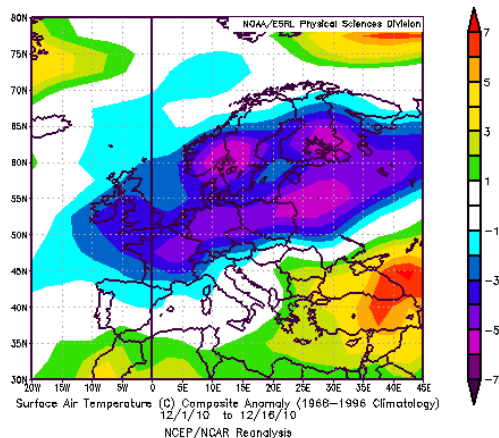 NOAA/ESRL Physical Sciences Division
80N
75N
70N
65N
60N
55N
50N
45N
40N
35N
30N
20W 15W 10W 5W 0 5E 10E 15E 20E 25E 30E 35E 40E 45E
7
5
3
1
-1
-3
-5
-7
Surface Air Temperature (C) Composite Anomaly (1968-1996 Climatology)
12/1/10 to 12/16/10
NCEP/NCAR Reanalysis